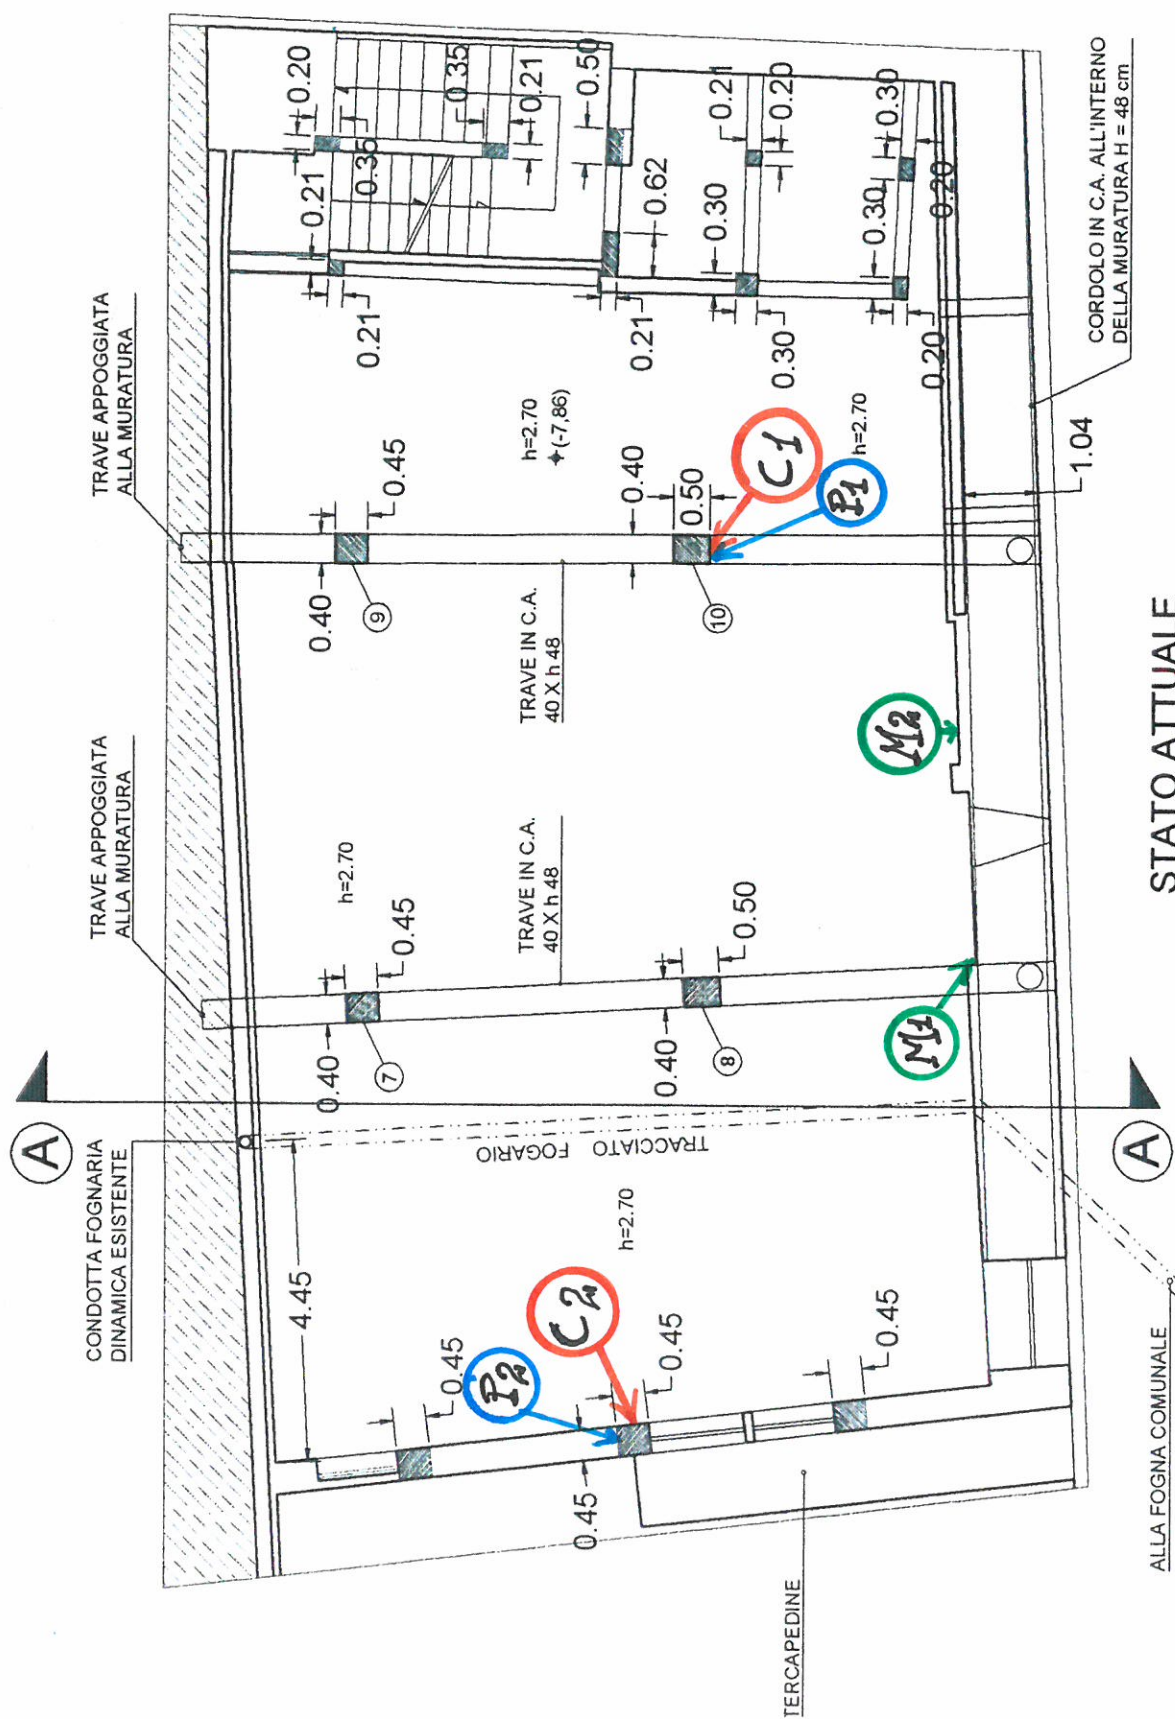 A
CONDOTTA FOGNARIA
DINAMICA ESISTENTE
TRAVE APPOGGIATA
ALLA MURATURA
TRAVE APPOGGIATA
ALLA MURATURA
4.45
0.45
0.40
h=2.70
0.45
7
0.40
0.45
9
0.21
0.21
0.20
0.35
0.35
0.21
P2
C2
0.45
0.45
TRACCIATO FOGARIO
h=2.70
TRAVE IN C.A.
40 X h 48
TRAVE IN C.A.
40 X h 48
h=2.70
(-7,86)
0.50
0.21
0.62
0.40
0.50
8
0.40
0.50
10
0.30
0.30
0.21
0.20
C1
P1
h=2.70
0.45
M1
M2
0.30
0.30
0.20
0.20
1.04
TERCAPEDINE
CORDOLO IN C.A. ALL'INTERNO
DELLA MURATURA H = 48 cm
A
ALLA FOGNA COMUNALE
STATO ATTUALE